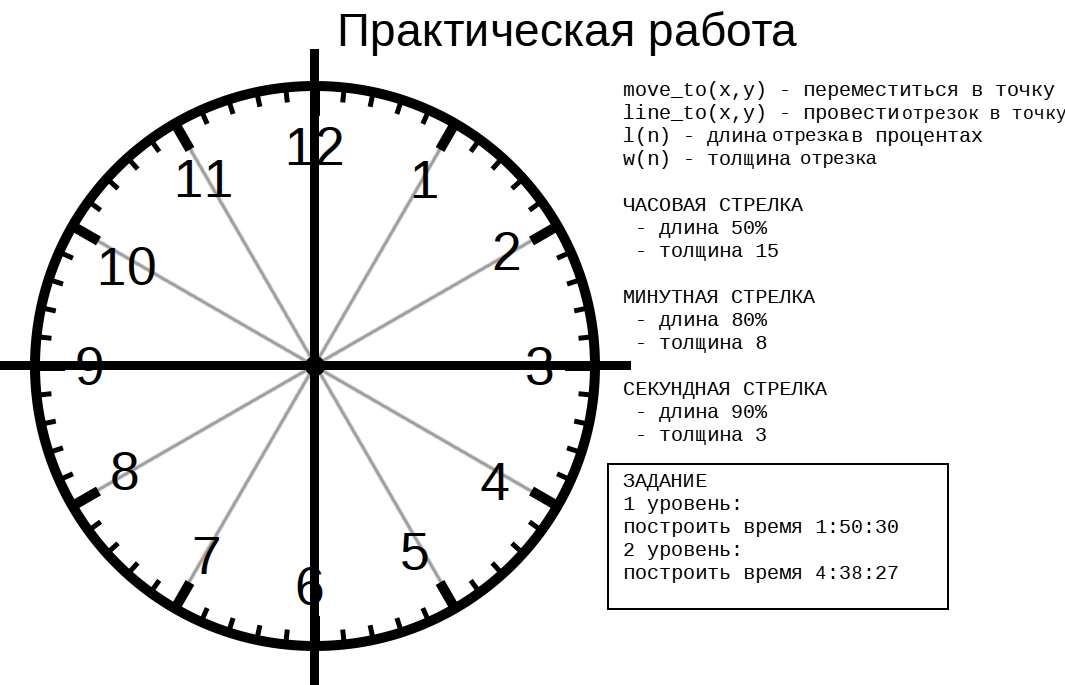 Практическая работа
move_to(x,y) - переместиться в точку
line_to(x,y) - провести отрезок в точку
l(n) - длина отрезка в процентах
w(n) - толщина отрезка
ЧАСОВАЯ СТРЕЛКА
- длина 50%
- толщина 15
МИНУТНАЯ СТРЕЛКА
- длина 80%
- толщина 8
СЕКУНДНАЯ СТРЕЛКА
- длина 90%
- толщина 3
ЗАДАНИЕ
1 уровень:
построить время 1:50:30
2 уровень:
построить время 4:38:27
12
1
2
3
4
5
6
7
8
9
10
11